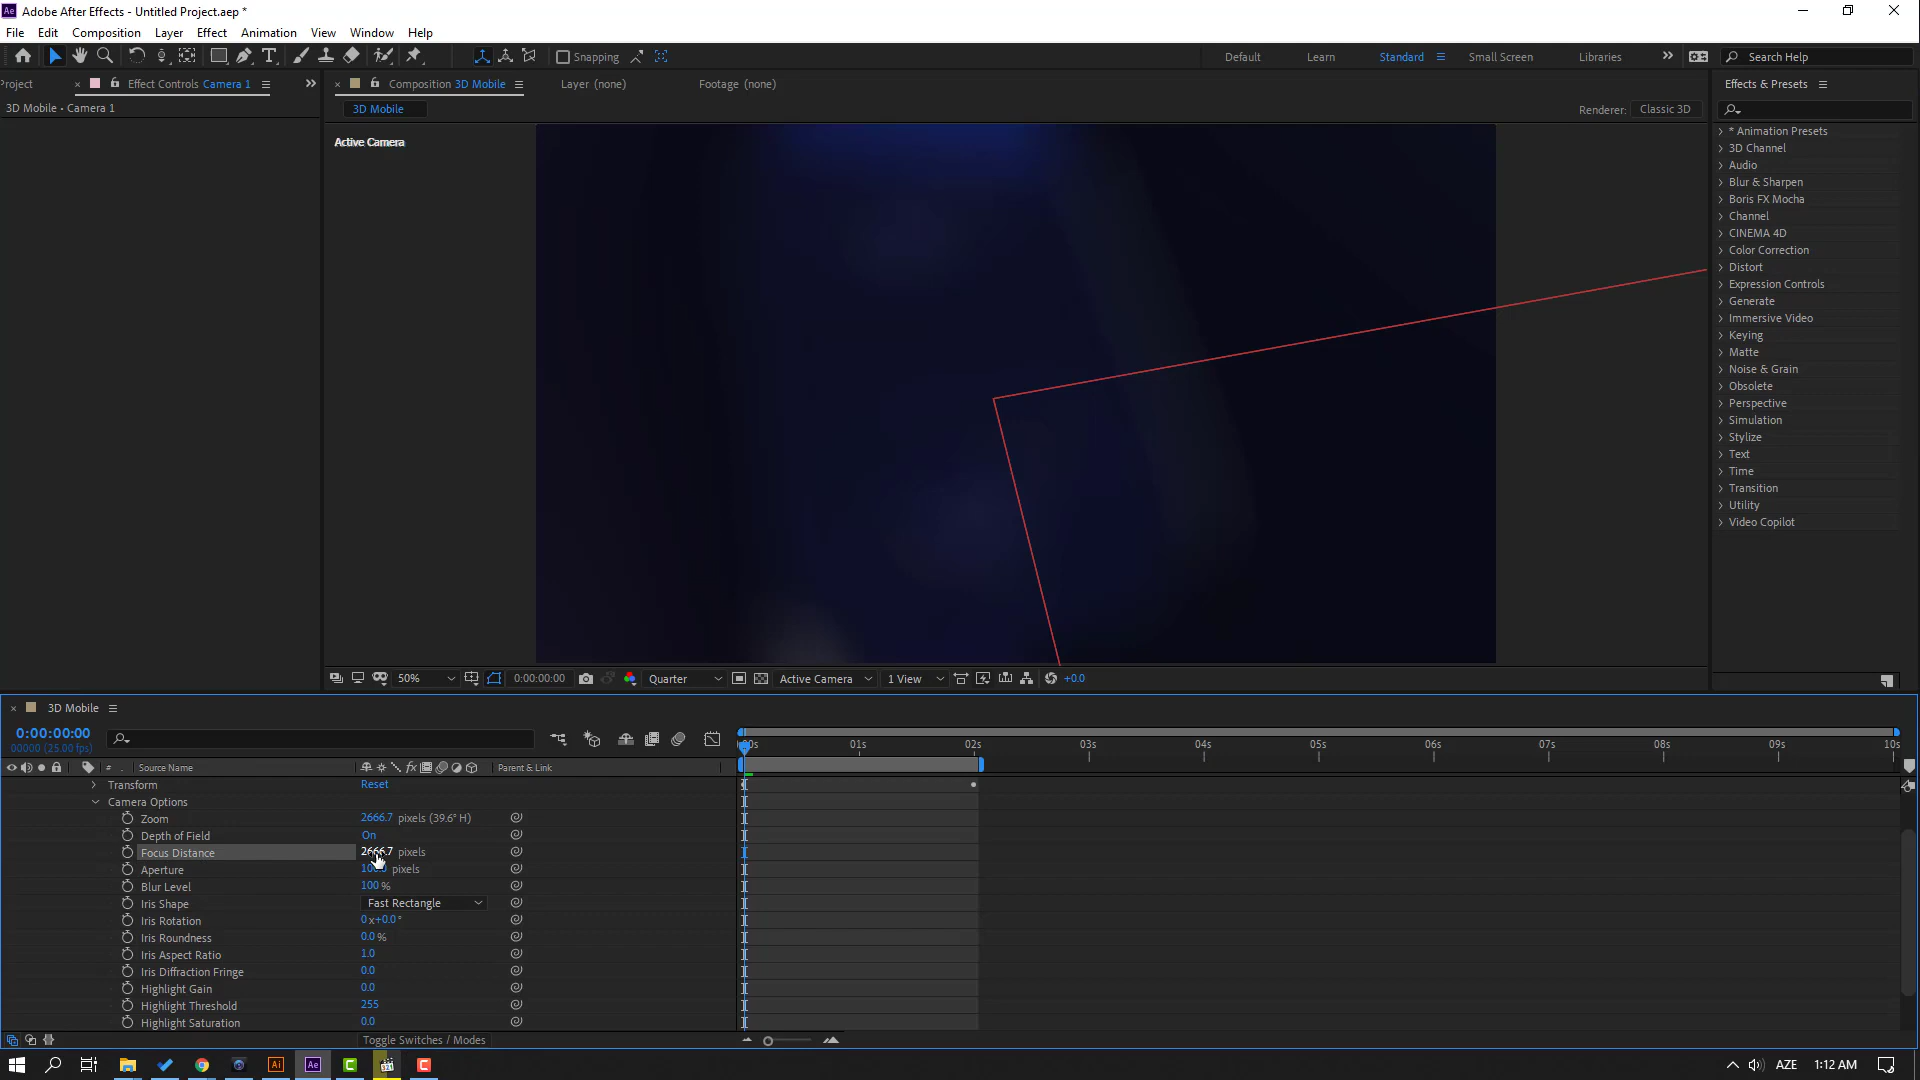 Adobe After Effects - Untitled Project.aep *
File Edit Composition Layer Effect Animation View Window Help
Snapping
Default Learn Standard Small Screen Libraries Search Help
Project Effect Controls Camera 1
Composition 3D Mobile Layer (none) Footage (none)
Effects & Presets
3D Mobile • Camera 1
3D Mobile
Renderer: Classic 3D
Active Camera
* Animation Presets
3D Channel
Audio
Blur & Sharpen
Boris FX Mocha
Channel
CINEMA 4D
Color Correction
Distort
Expression Controls
Generate
Immersive Video
Keying
Matte
Noise & Grain
Obsolete
Perspective
Simulation
Stylize
Text
Time
Transition
Utility
Video Copilot
50% 0:00:00:00 Quarter Active Camera 1 View +0.0
3D Mobile
0:00:00:00
00000 (25.00 fps)
00s 01s 02s 03s 04s 05s 06s 07s 08s 09s 10s
# Source Name Parent & Link
Transform Reset
Camera Options
Zoom 2666.7 pixels (39.6° H)
Depth of Field On
Focus Distance 2666.7 pixels
Aperture 100.0 pixels
Blur Level 100 %
Iris Shape Fast Rectangle
Iris Rotation 0 x+0.0 °
Iris Roundness 0.0 %
Iris Aspect Ratio 1.0
Iris Diffraction Fringe 0.0
Highlight Gain 0.0
Highlight Threshold 255
Highlight Saturation 0.0
Toggle Switches / Modes
AZE 1:12 AM